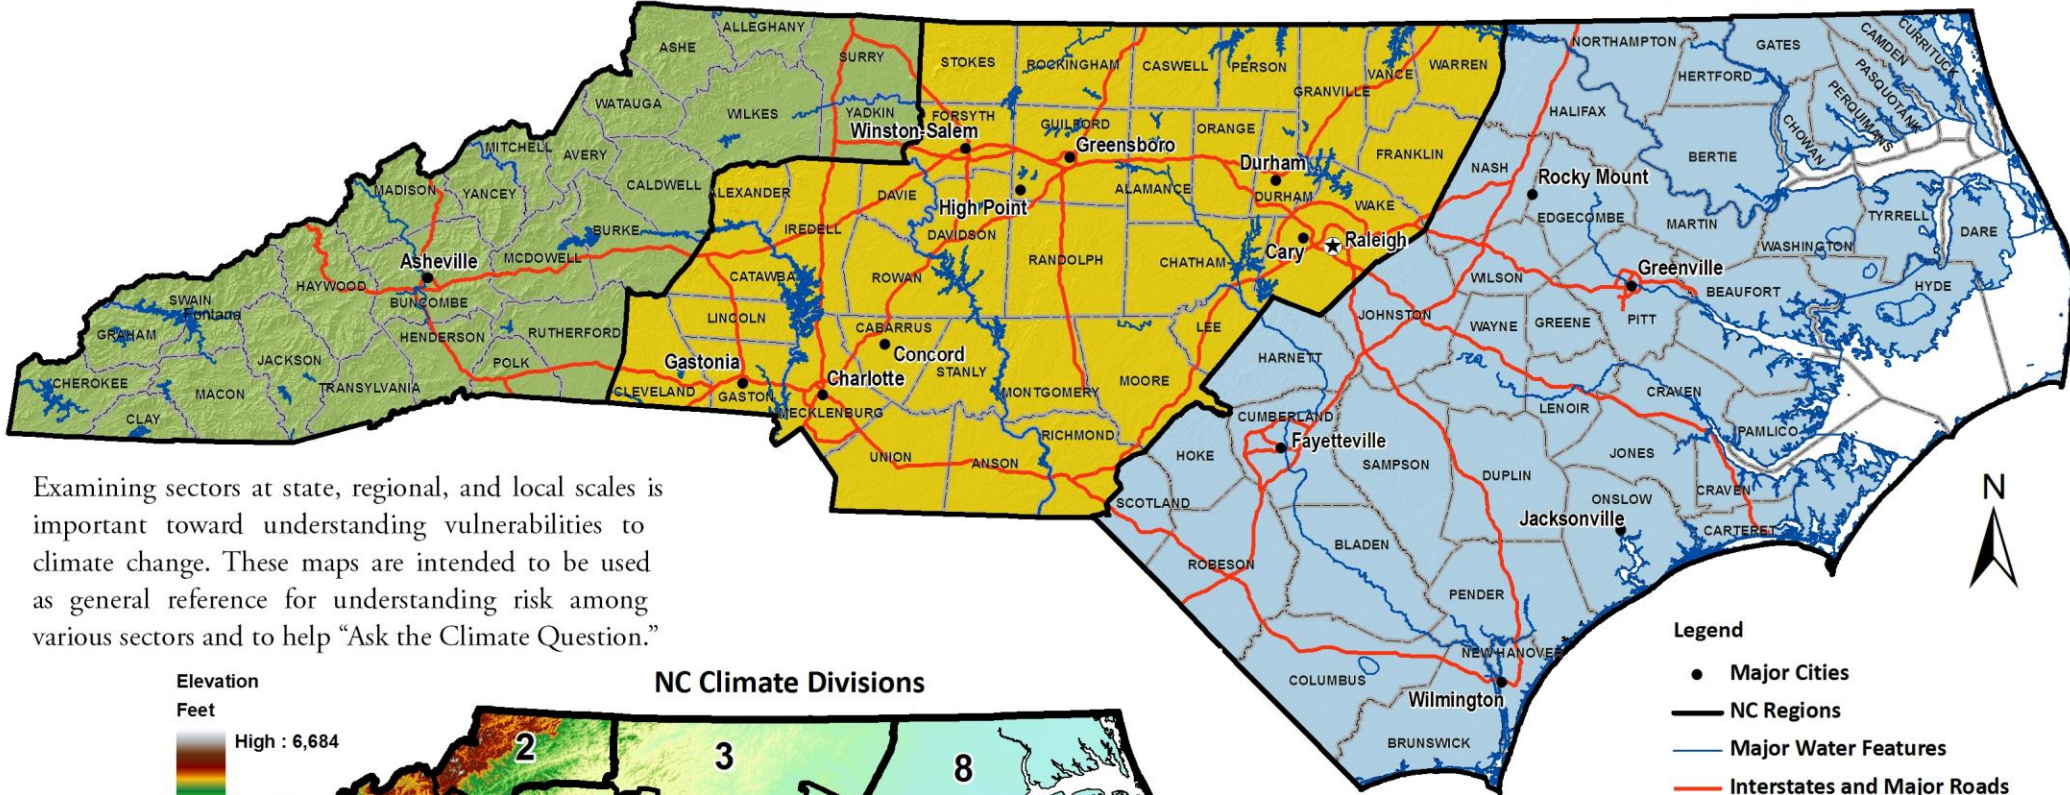 ALLEGHANY
ASHE
SURRY
WATAUGA
WILKES
YADKIN
MITCHELL
AVERY
MADISON
YANCEY
CALDWELL
BURKE
MCDOWELL
Asheville
HAYWOOD
BUNCOMBE
SWAIN
Fontana
GRAHAM
HENDERSON
RUTHERFORD
JACKSON
POLK
CHEROKEE
MACON
TRANSYLVANIA
CLAY
STOKES
ROCKINGHAM
CASWELL
PERSON
VANCE
WARREN
GRANVILLE
FORSYTH
GUILFORD
ORANGE
Winston-Salem
Greensboro
FRANKLIN
Durham
ALEXANDER
DAVIE
High Point
ALAMANCE
DURHAM
WAKE
IREDELL
DAVIDSON
Cary
Raleigh
CATAWBA
ROWAN
RANDOLPH
CHATHAM
LINCOLN
CABARRUS
LEE
Gastonia
Concord
STANLY
Charlotte
CLEVELAND
GASTON
MECKLENBURG
MONTGOMERY
MOORE
RICHMOND
UNION
ANSON
NORTHAMPTON
GATES
CAMDEN
CURRITUCK
HERTFORD
PASQUOTANK
PERQUIMANS
HALIFAX
CHOWAN
BERTIE
NASH
Rocky Mount
EDGECOMBE
MARTIN
TYRRELL
DARE
WASHINGTON
WILSON
Greenville
BEAUFORT
HYDE
JOHNSTON
WAYNE
GREENE
PITT
HARNETT
CRAVEN
LENOIR
CUMBERLAND
PAMLICO
Fayetteville
HOKE
SAMPSON
JONES
DUPLIN
CRAVEN
SCOTLAND
ONSLOW
Jacksonville
CARTERET
BLADEN
ROBESON
PENDER
NEW HANOVER
COLUMBUS
Wilmington
BRUNSWICK
N
Examining sectors at state, regional, and local scales is
important toward understanding vulnerabilities to
climate change. These maps are intended to be used
as general reference for understanding risk among
various sectors and to help “Ask the Climate Question.”
Legend
Major Cities
NC Regions
Major Water Features
Interstates and Major Roads
Elevation
Feet
High : 6,684
NC Climate Divisions
2
3
8